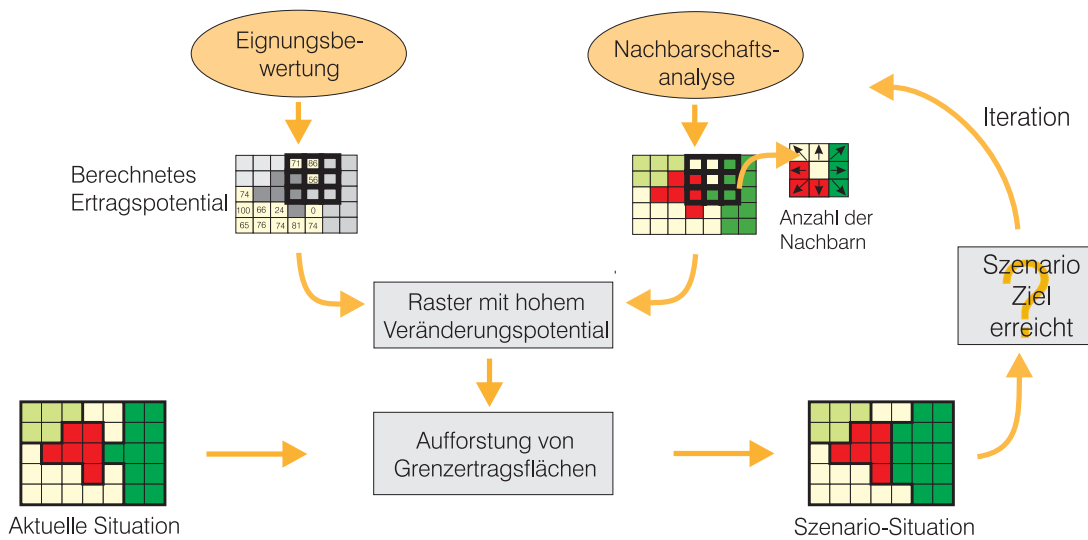 Eignungsbe-
wertung
Nachbarschafts-
analyse
Iteration
Berechnetes
Ertragspotential
71 86
56
74
100 66 24 0
65 76 74 81 74
Anzahl der
Nachbarn
Szenario
Ziel
erreicht
?
Raster mit hohem
Veränderungspotential
Aufforstung von
Grenzertragsflächen
Aktuelle Situation
Szenario-Situation